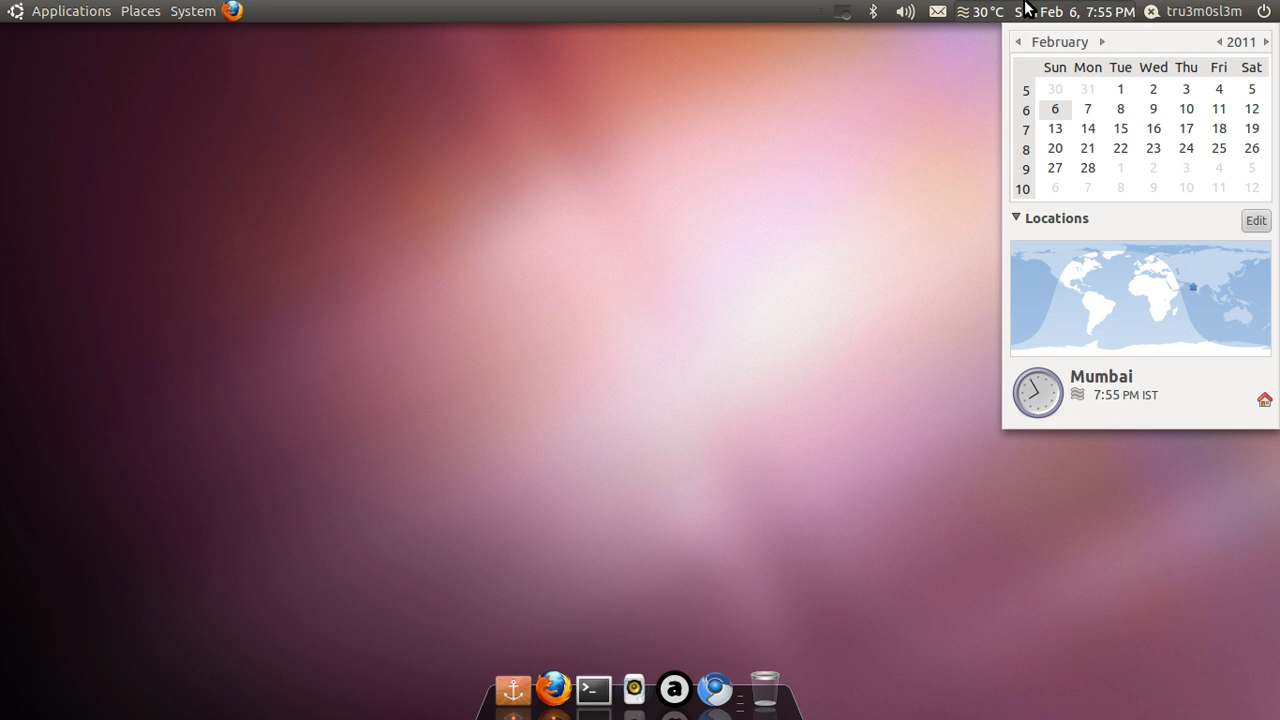 Applications Places System
30 °C Feb 6, 7:55 PM tru3m0sl3m
February 2011
Sun Mon Tue Wed Thu Fri Sat
5 30 31 1 2 3 4 5
6 6 7 8 9 10 11 12
7 13 14 15 16 17 18 19
8 20 21 22 23 24 25 26
9 27 28 1 2 3 4 5
10 6 7 8 9 10 11 12
Locations Edit
Mumbai
7:55 PM IST
>_
a